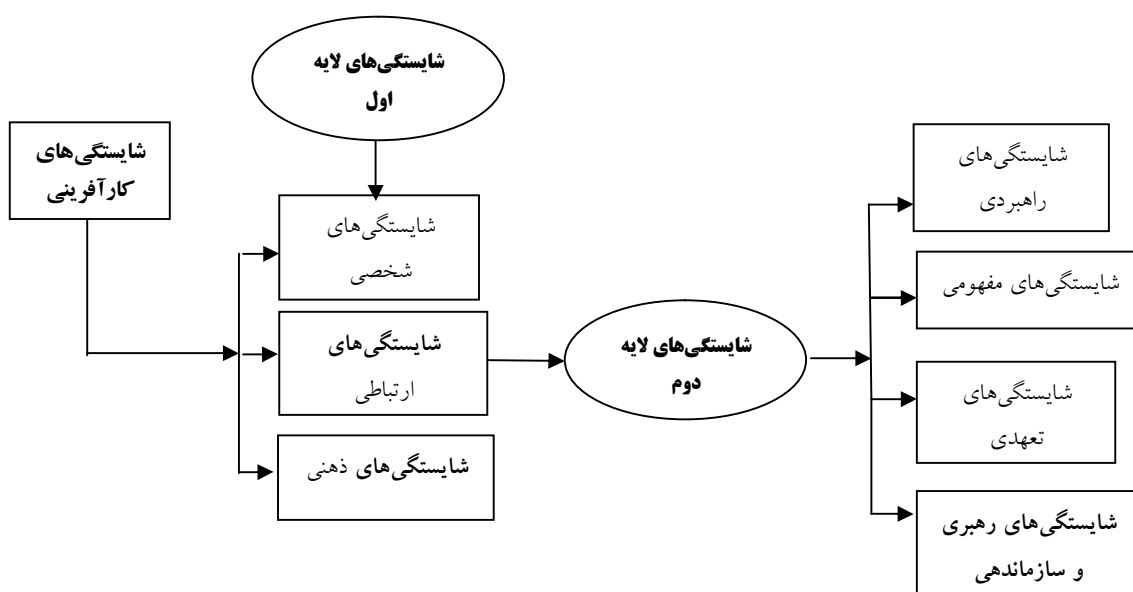 شایستگی‌های لایه
اول
شایستگی‌های
کارآفرینی
شایستگی‌های
شخصی
شایستگی‌های
ارتباطی
شایستگی‌های ذهنی
شایستگی‌های لایه
دوم
شایستگی‌های
راهبردی
شایستگی‌های مفهومی
شایستگی‌های
تعهدی
شایستگی‌های رهبری
و سازماندهی